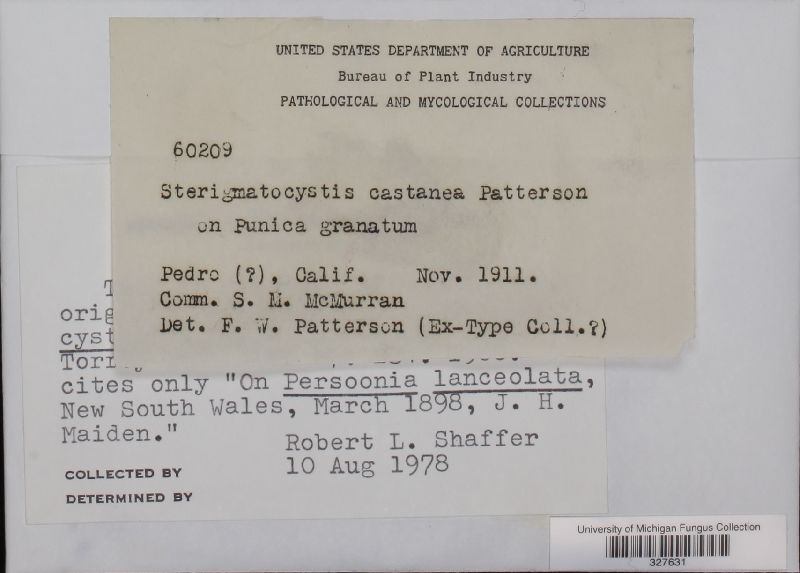 UNITED STATES DEPARTMENT OF AGRICULTURE
Bureau of Plant Industry
PATHOLOGICAL AND MYCOLOGICAL COLLECTIONS
60209
Sterigmatocystis castanea Patterson
on Punica granatum
Pedro (?), Calif. Nov. 1911.
Comm. S. M. McMurran
Det. F. W. Patterson (Ex-Type Coll.?)
orig
cyst
cites only "On Persoonia lanceolata,
New South Wales, March 1898, J. H.
Maiden."
Robert L. Shaffer
10 Aug 1978
COLLECTED BY
DETERMINED BY
University of Michigan Fungus Collection
327631